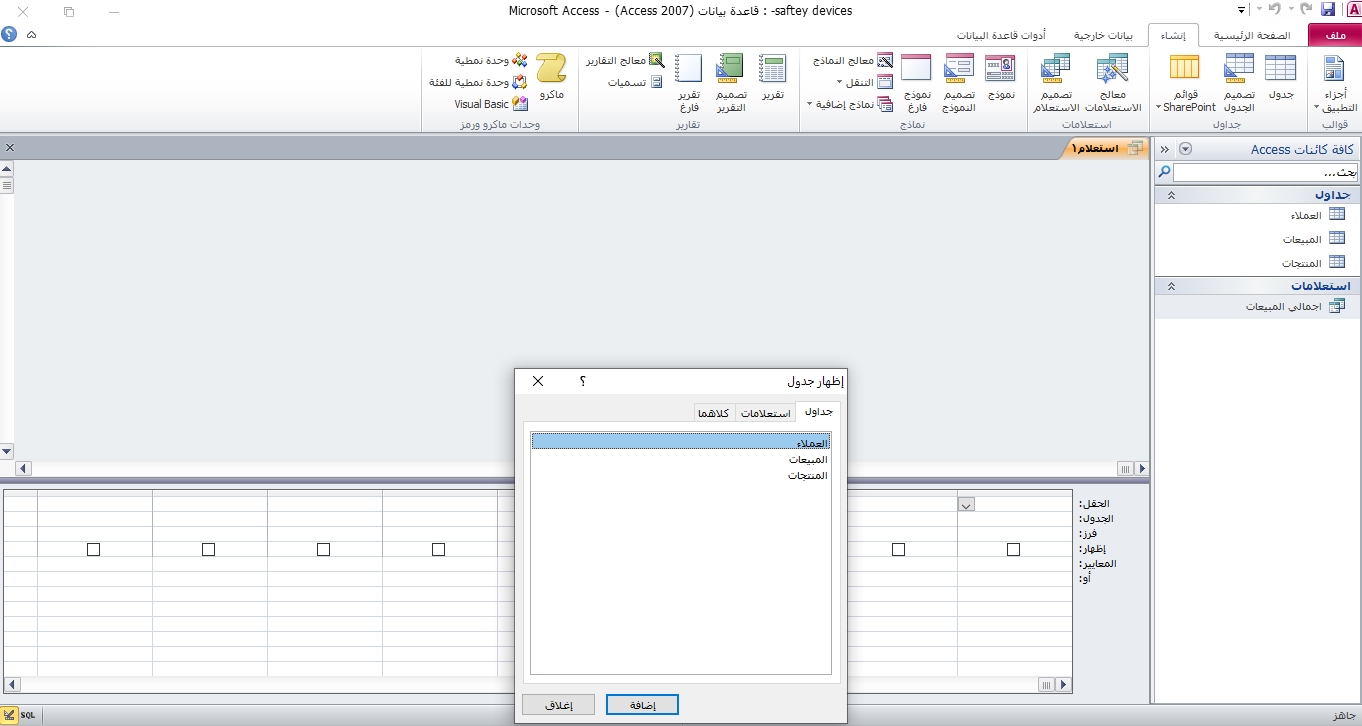 saftey devices- : قاعدة بيانات (Access 2007) - Microsoft Access
ملف
الصفحة الرئيسية
إنشاء
بيانات خارجية
أدوات قاعدة البيانات
أجزاء التطبيق
قوالب
جدول
تصميم الجدول
قوائم SharePoint
جدول
معالج الاستعلامات
تصميم الاستعلام
استعلامات
نموذج
تصميم النموذج
نموذج فارغ
معالج النماذج
التنقل
نماذج إضافية
نماذج
تقرير
تصميم التقرير
تقرير فارغ
معالج التقارير
تسميات
تقارير
ماكرو
وحدة نمطية
وحدة نمطية للفئة
Visual Basic
وحدات ماكرو ورمز
كافة كائنات Access
بحث...
جداول
العملاء
المبيعات
المنتجات
استعلامات
اجمالي المبيعات
استعلام١
إظهار جدول
؟
جداول
استعلامات
كلاهما
العملاء
المبيعات
المنتجات
إضافة
إغلاق
الحقل:
الجدول:
فرز:
إظهار:
المعايير:
أو:
جاهز
SQL